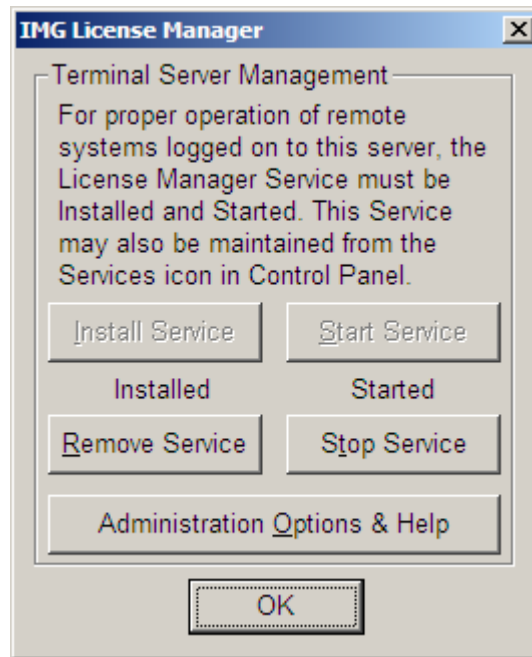 IMG License Manager
Terminal Server Management
For proper operation of remote
systems logged on to this server, the
License Manager Service must be
Installed and Started. This Service
may also be maintained from the
Services icon in Control Panel.
Install Service Start Service
Installed Started
Remove Service Stop Service
Administration Options & Help
OK